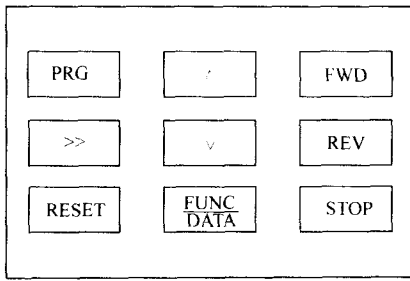 PRG
FWD
>>
∨
REV
RESET
FUNC
DATA
STOP